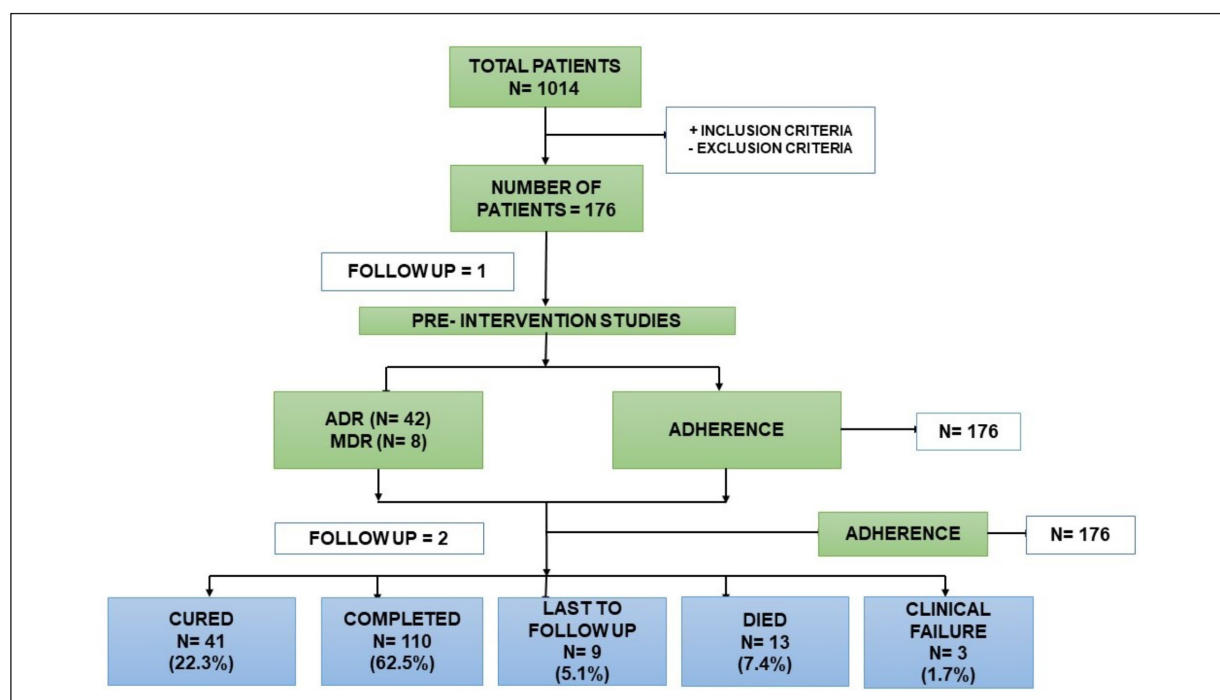 TOTAL PATIENTS
N= 1014
+ INCLUSION CRITERIA
- EXCLUSION CRITERIA
NUMBER OF
PATIENTS = 176
FOLLOW UP = 1
PRE- INTERVENTION STUDIES
ADR (N= 42)
MDR (N= 8)
ADHERENCE
N= 176
FOLLOW UP = 2
ADHERENCE
N= 176
CURED
N= 41
(22.3%)
COMPLETED
N= 110
(62.5%)
LAST TO
FOLLOW UP
N= 9
(5.1%)
DIED
N= 13
(7.4%)
CLINICAL
FAILURE
N= 3
(1.7%)